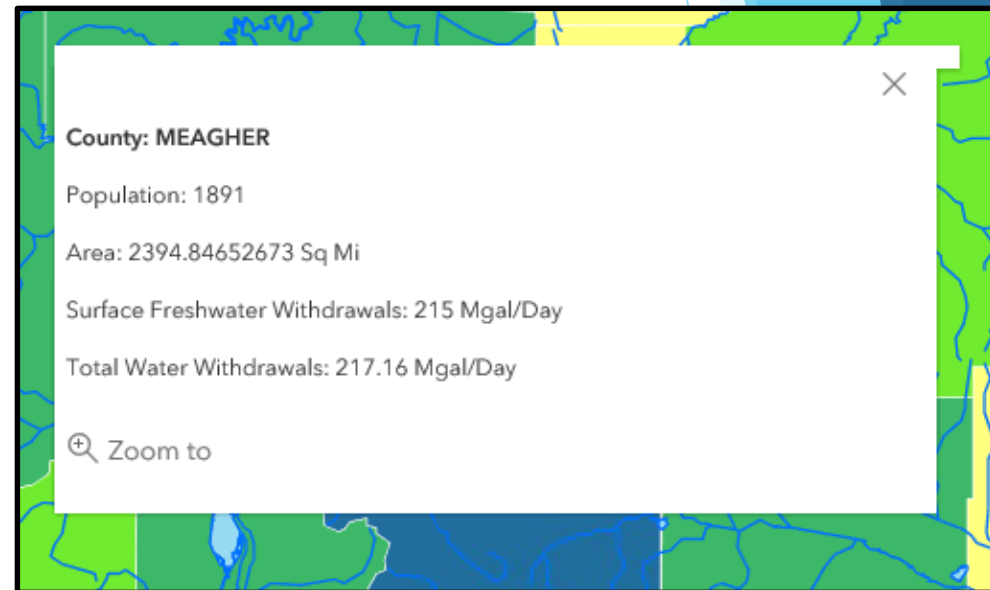 County: MEAGHER
Population: 1891
Area: 2394.84652673 Sq Mi
Surface Freshwater Withdrawals: 215 Mgal/Day
Total Water Withdrawals: 217.16 Mgal/Day
Zoom to